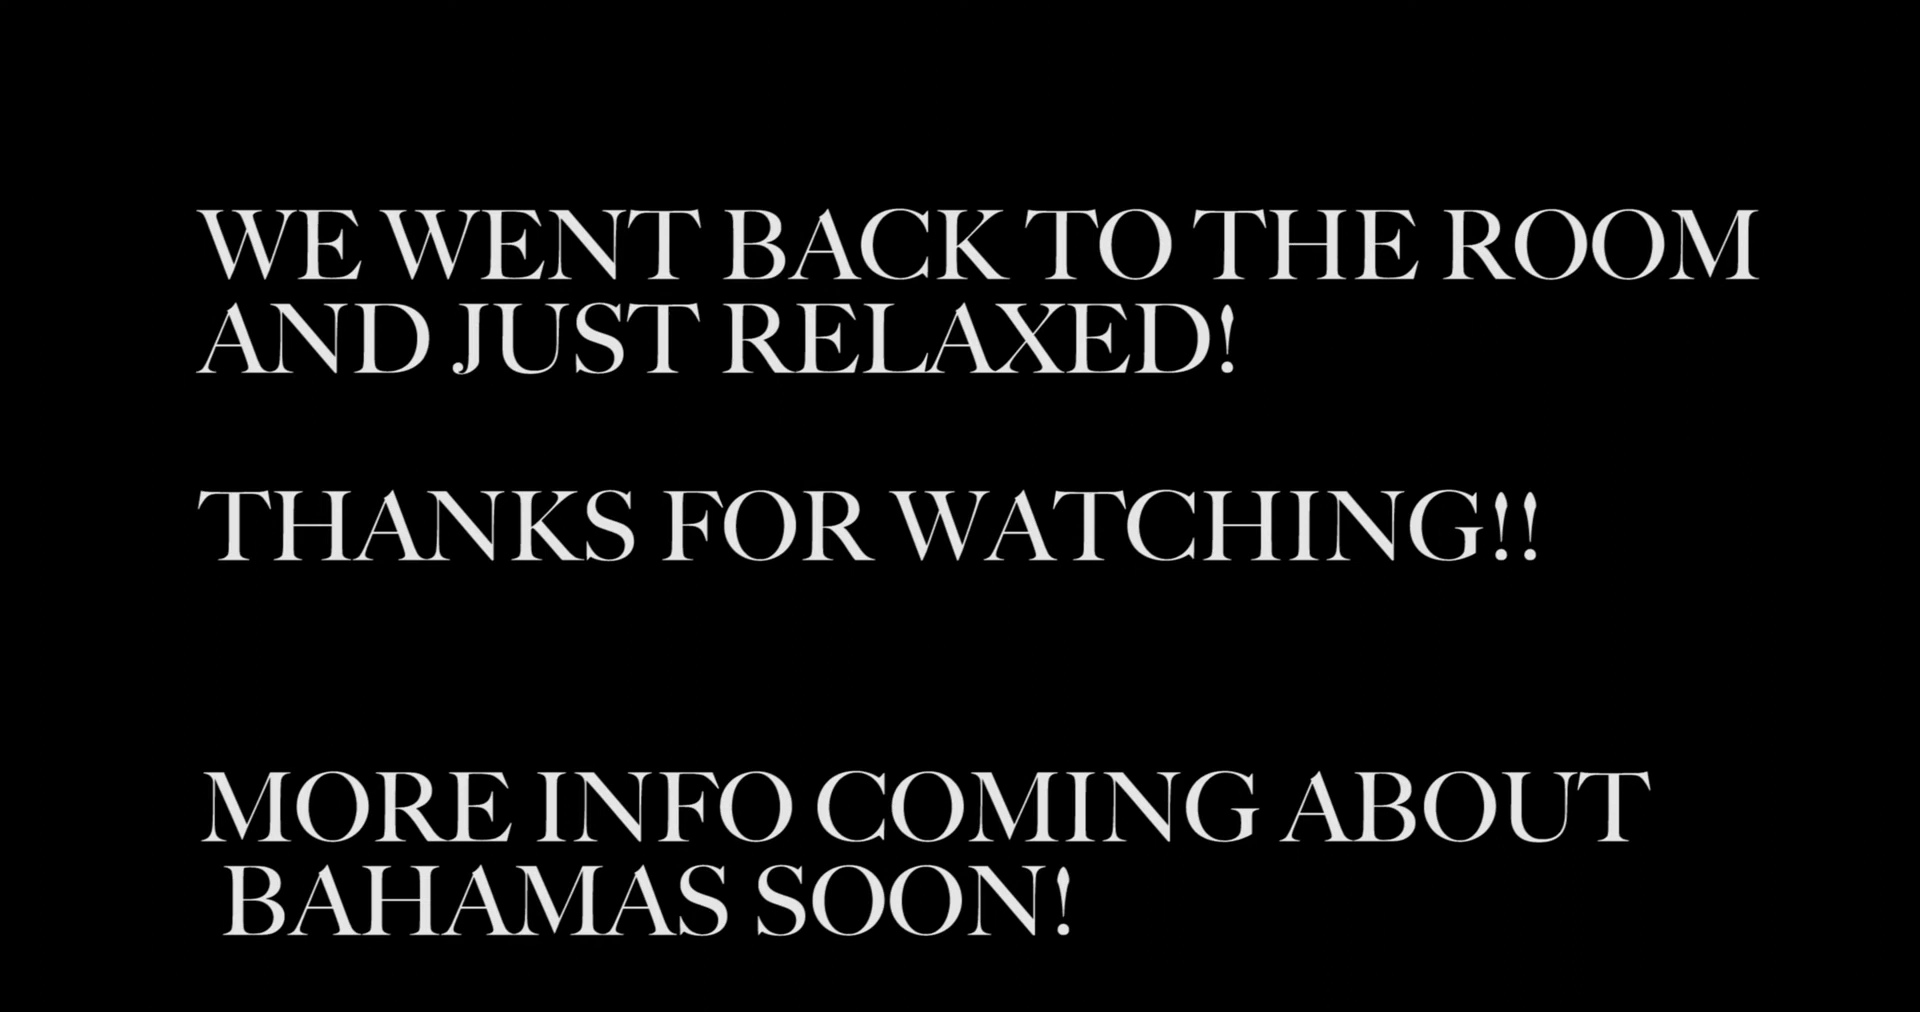 WE WENT BACK TO THE ROOM
AND JUST RELAXED!
THANKS FOR WATCHING!!
MORE INFO COMING ABOUT
BAHAMAS SOON!